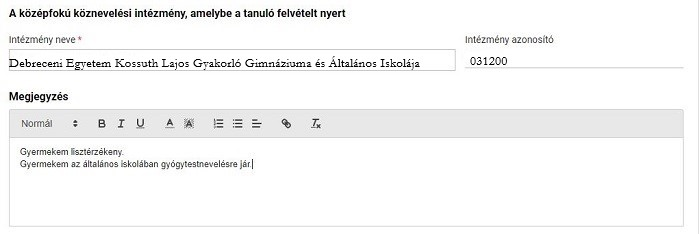 A középfokú köznevelési intézmény, amelybe a tanuló felvételt nyert
Intézmény neve *
Intézmény azonosító
Debreceni Egyetem Kossuth Lajos Gyakorló Gimnáziuma és Általános Iskolája
031200
Megjegyzés
Normál B I U A A
Gyermekem lisztérzékeny.
Gyermekem az általános iskolában gyógytestnevelésre jár.